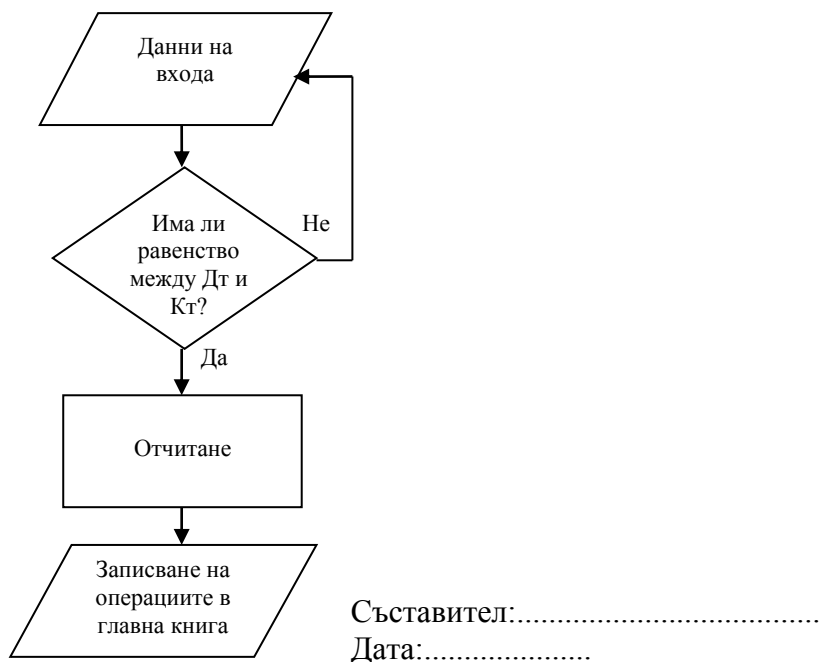 Данни на
входа
Има ли
равенство
между Дт и
Кт?
Не
Да
Отчитане
Записване на
операциите в
главна книга
Съставител:...................................
Дата:...................